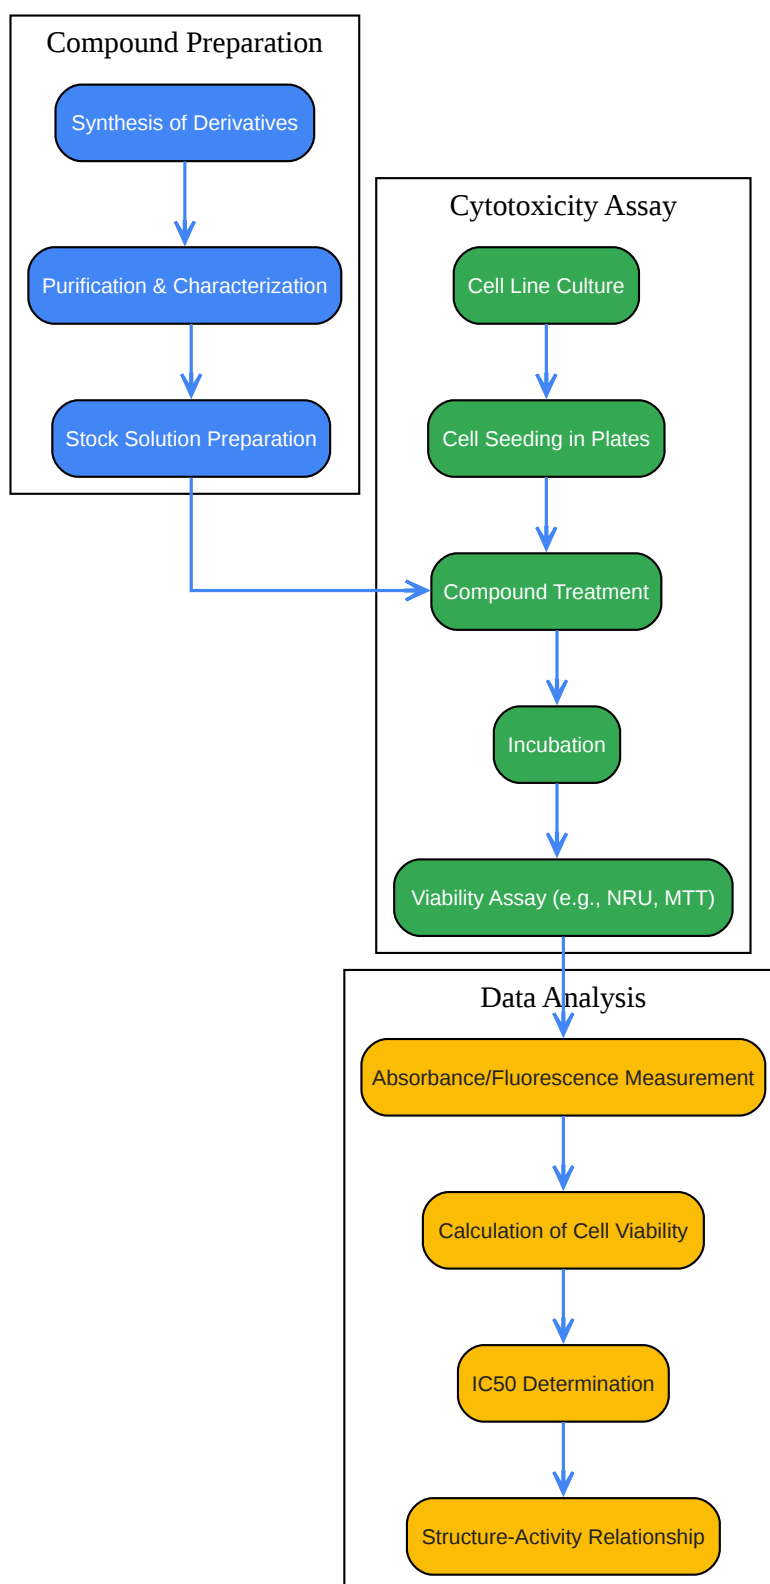 Compound Preparation
Synthesis of Derivatives
Purification & Characterization
Stock Solution Preparation
Cytotoxicity Assay
Cell Line Culture
Cell Seeding in Plates
Compound Treatment
Incubation
Viability Assay (e.g., NRU, MTT)
Data Analysis
Absorbance/Fluorescence Measurement
Calculation of Cell Viability
IC50 Determination
Structure-Activity Relationship